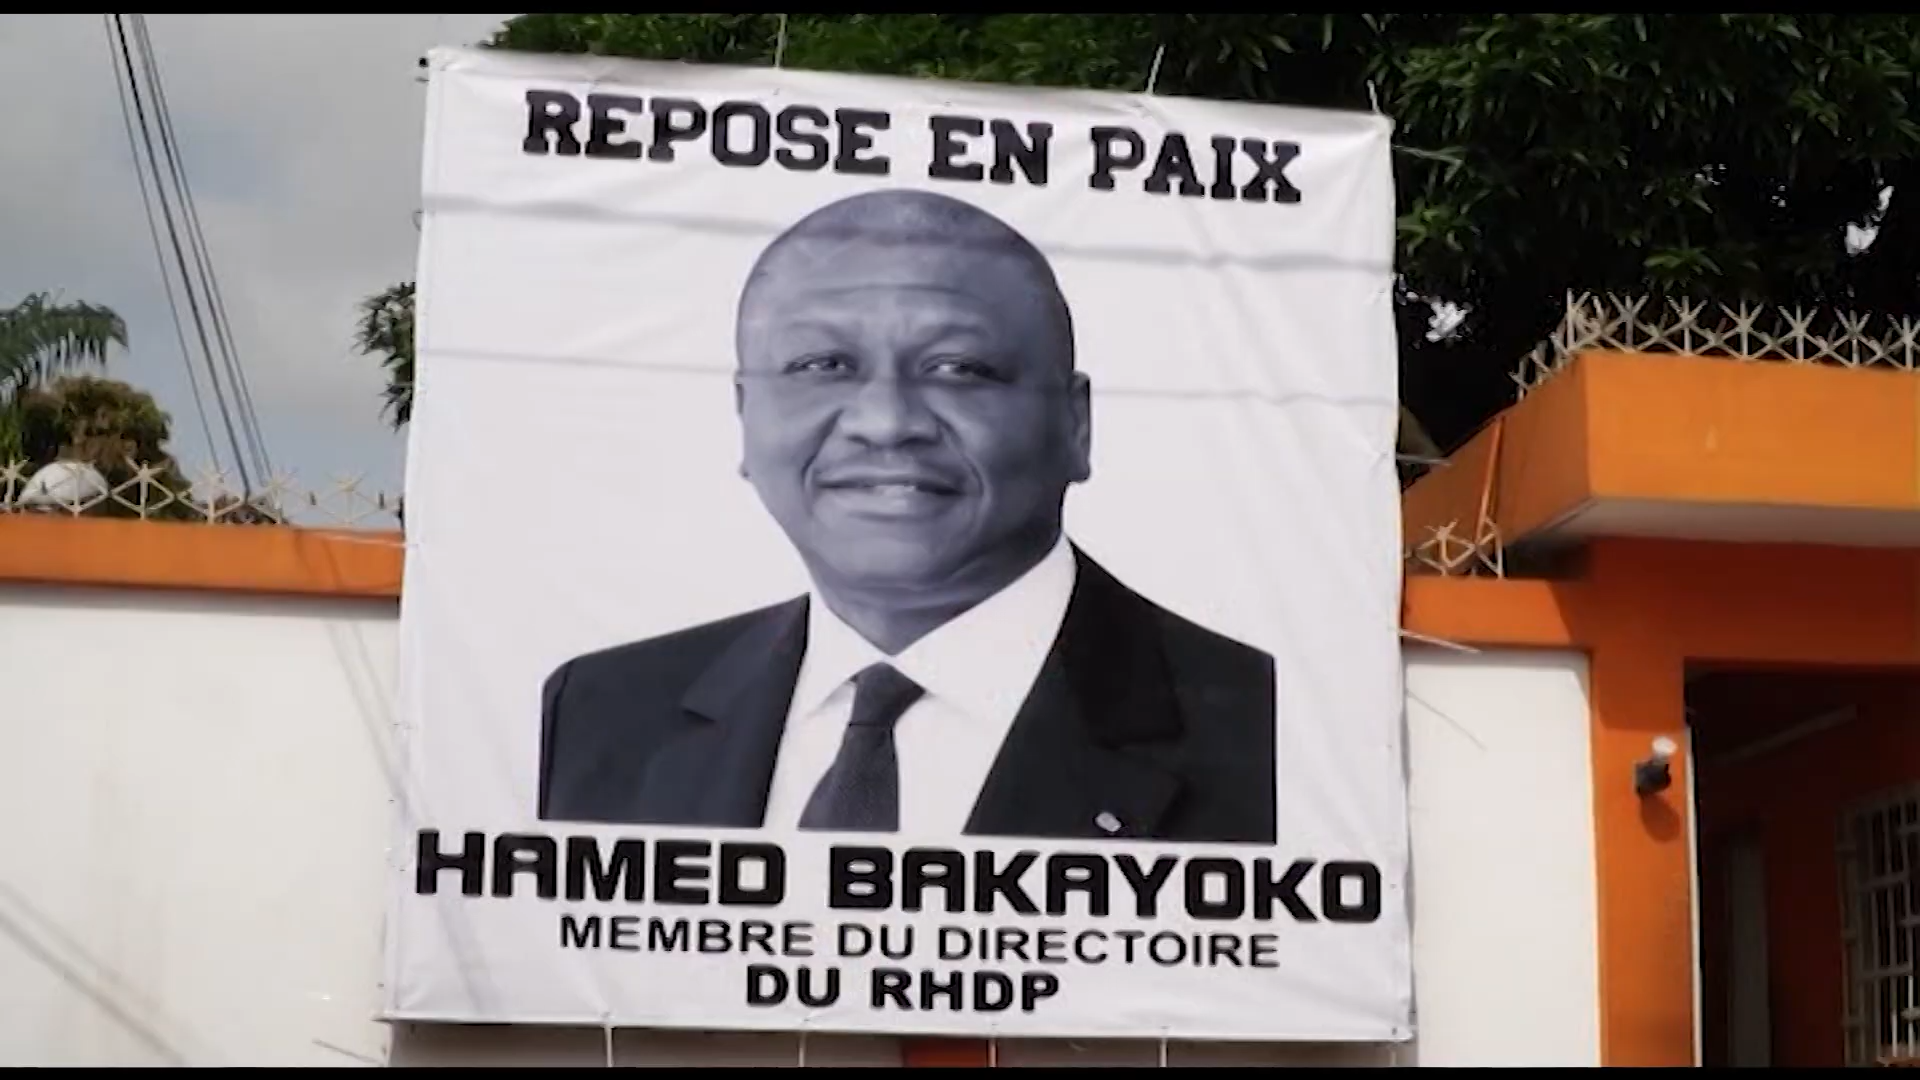 REPOSE EN PAIX
HAMED BAKAYOKO
MEMBRE DU DIRECTOIRE
DU RHDP